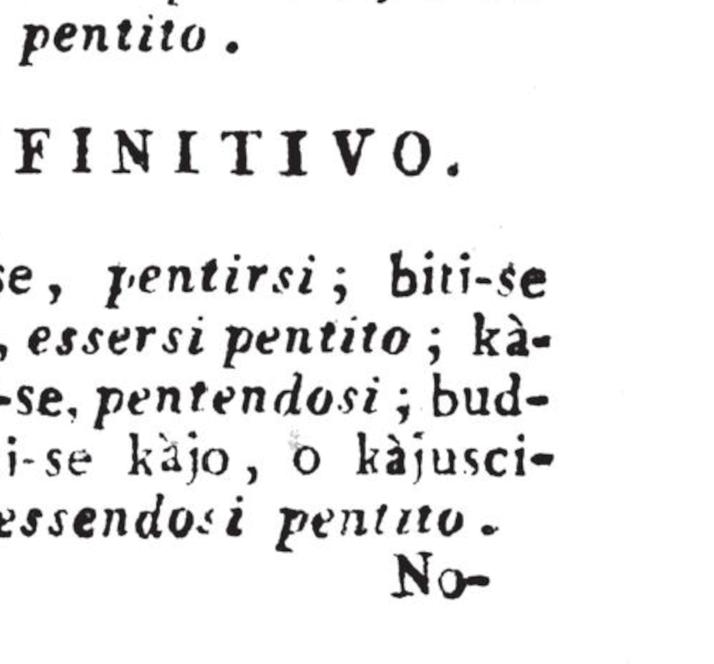 pentito.
FINITIVO.
se, pentirsi; biti-se
, essersi pentito; kà-
-se, pentendosi; bud-
i-se kàjo, o kàjusci-
essendosi pentito.
No-